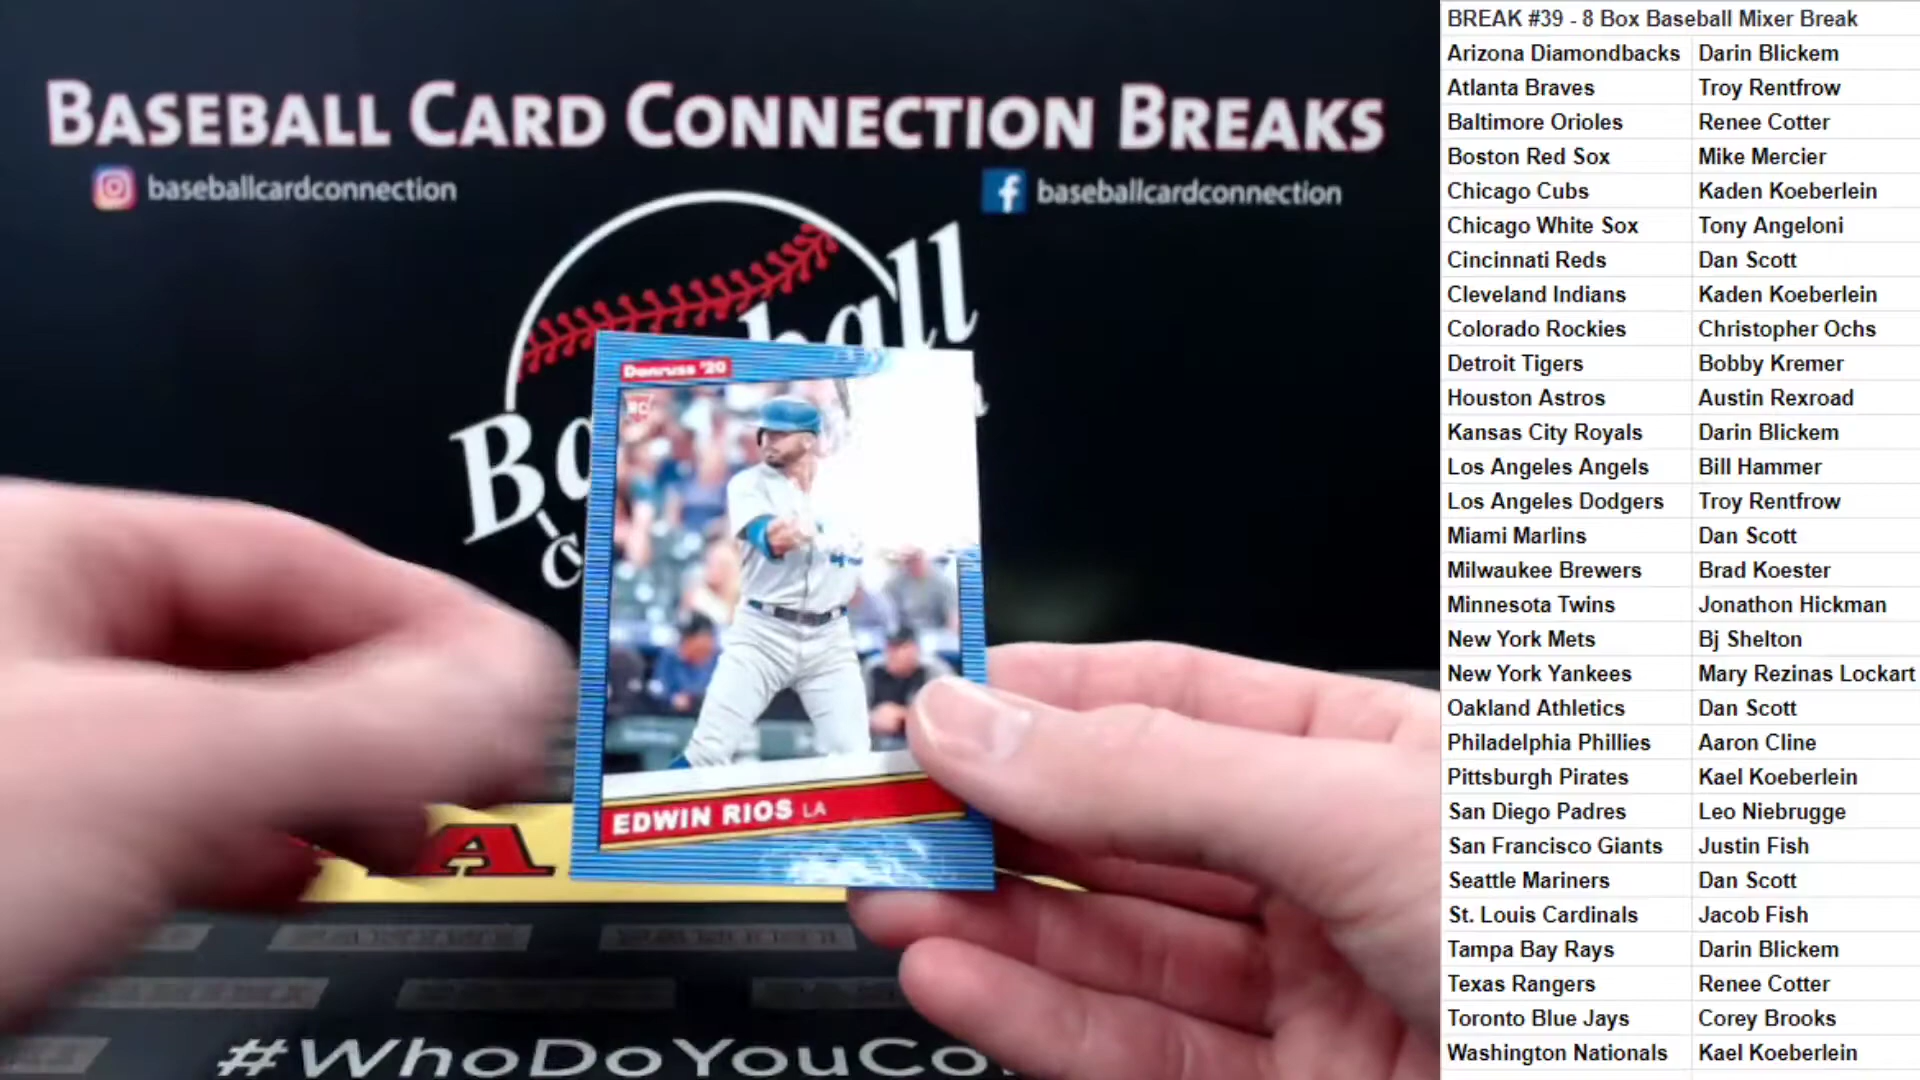 BASEBALL CARD CONNECTION BREAKS
baseballcardconnection
baseballcardconnection
Donruss '20
RC
EDWIN RIOS LA
#WhoDoYouCo
BREAK #39 - 8 Box Baseball Mixer Break
Arizona Diamondbacks Darin Blickem
Atlanta Braves Troy Rentfrow
Baltimore Orioles Renee Cotter
Boston Red Sox Mike Mercier
Chicago Cubs Kaden Koeberlein
Chicago White Sox Tony Angeloni
Cincinnati Reds Dan Scott
Cleveland Indians Kaden Koeberlein
Colorado Rockies Christopher Ochs
Detroit Tigers Bobby Kremer
Houston Astros Austin Rexroad
Kansas City Royals Darin Blickem
Los Angeles Angels Bill Hammer
Los Angeles Dodgers Troy Rentfrow
Miami Marlins Dan Scott
Milwaukee Brewers Brad Koester
Minnesota Twins Jonathon Hickman
New York Mets Bj Shelton
New York Yankees Mary Rezinas Lockart
Oakland Athletics Dan Scott
Philadelphia Phillies Aaron Cline
Pittsburgh Pirates Kael Koeberlein
San Diego Padres Leo Niebrugge
San Francisco Giants Justin Fish
Seattle Mariners Dan Scott
St. Louis Cardinals Jacob Fish
Tampa Bay Rays Darin Blickem
Texas Rangers Renee Cotter
Toronto Blue Jays Corey Brooks
Washington Nationals Kael Koeberlein